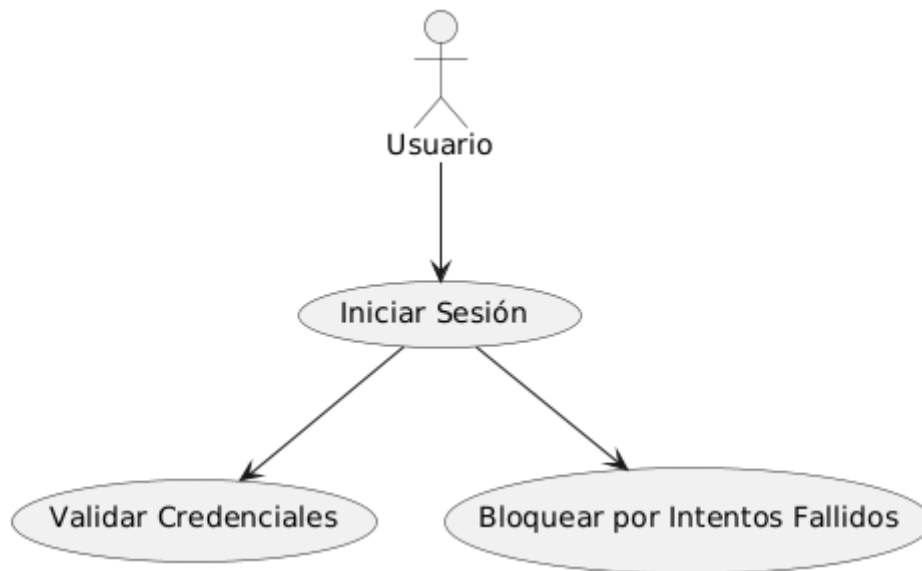 Usuario
Iniciar Sesión
Validar Credenciales
Bloquear por Intentos Fallidos